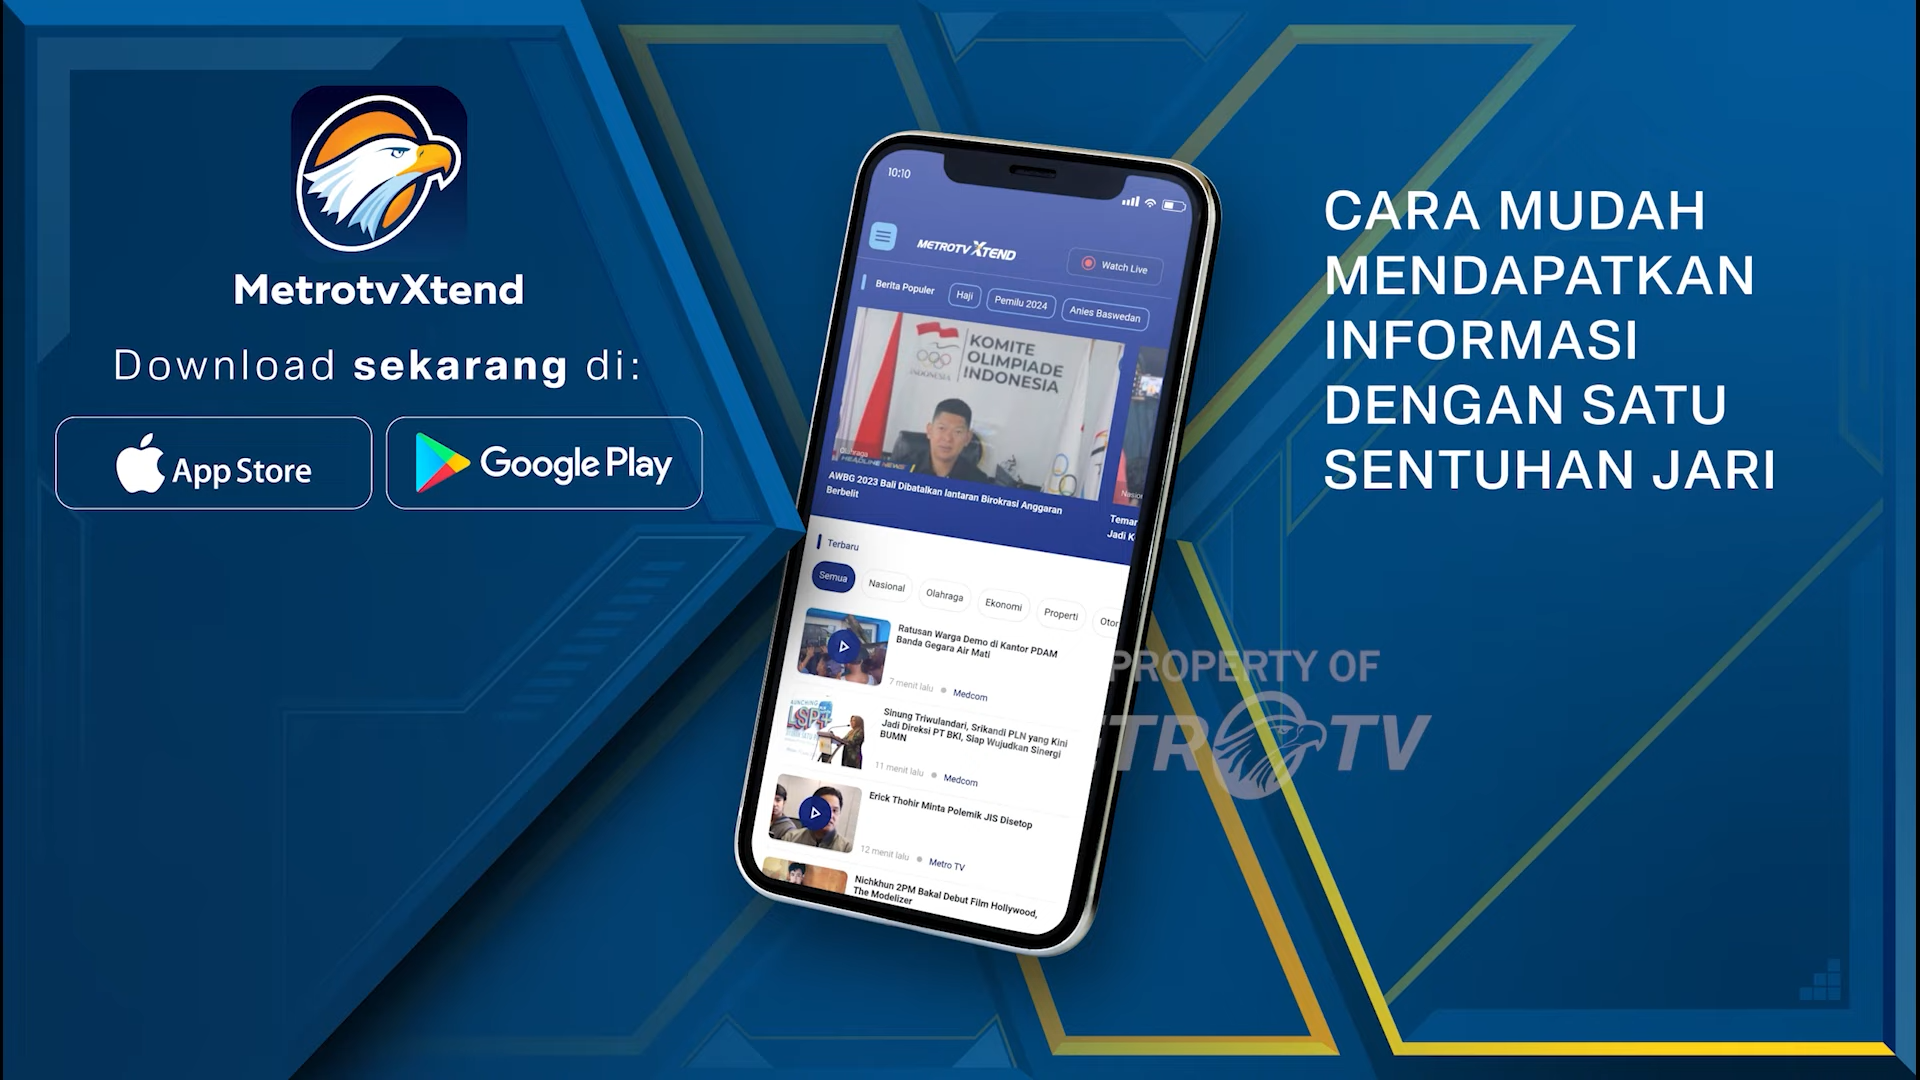 MetrotvXtend
Download sekarang di:
App Store
Google Play
10:10
METROTV XTEND
Watch Live
Berita Populer
Haji
Pemilu 2024
Anies Baswedan
KOMITE
OLIMPIADE
INDONESIA
INDONESIA
Olahraga
HEADLINE NEWS
AWBG 2023 Bali Dibatalkan lantaran Birokrasi Anggaran
Berbelit
Terbaru
Semua
Nasional
Olahraga
Ekonomi
Properti
Ratusan Warga Demo di Kantor PDAM
Banda Gegara Air Mati
7 menit lalu
Medcom
Sinung Triwulandari, Srikandi PLN yang Kini
Jadi Direksi PT BKI, Siap Wujudkan Sinergi
BUMN
11 menit lalu
Medcom
Erick Thohir Minta Polemik JIS Disetop
12 menit lalu
Metro TV
Nichkhun 2PM Bakal Debut Film Hollywood,
The Modelizer
CARA MUDAH
MENDAPATKAN
INFORMASI
DENGAN SATU
SENTUHAN JARI
PROPERTY OF
TV